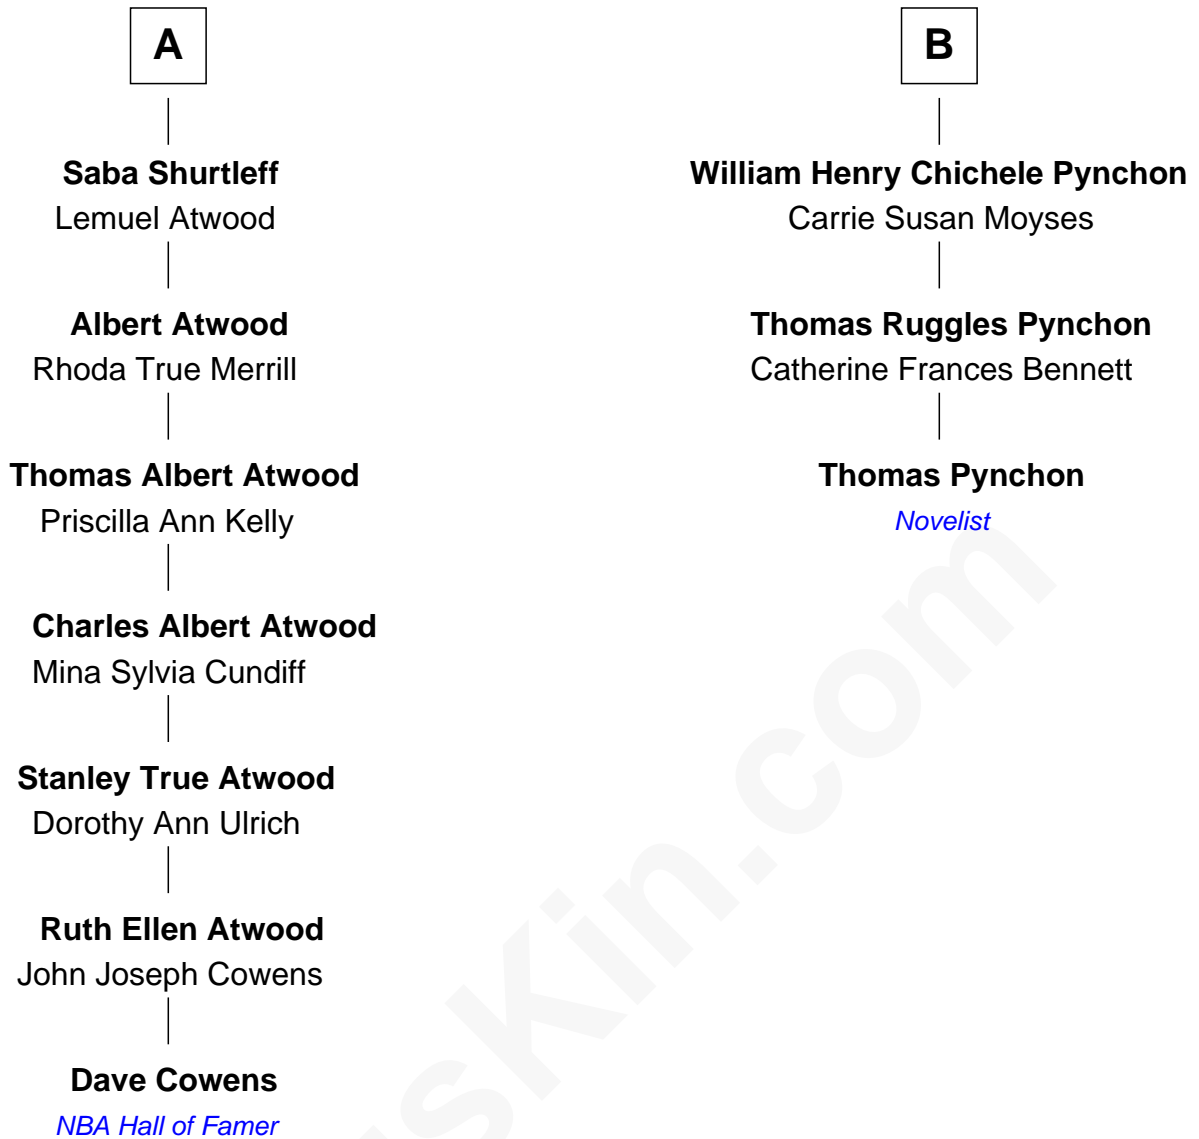 A
Saba Shurtleff
Lemuel Atwood
Albert Atwood
Rhoda True Merrill
Thomas Albert Atwood
Priscilla Ann Kelly
Charles Albert Atwood
Mina Sylvia Cundiff
Stanley True Atwood
Dorothy Ann Ulrich
Ruth Ellen Atwood
John Joseph Cowens
Dave Cowens
NBA Hall of Famer
B
William Henry Chichele Pynchon
Carrie Susan Moyses
Thomas Ruggles Pynchon
Catherine Frances Bennett
Thomas Pynchon
Novelist
sKin.com